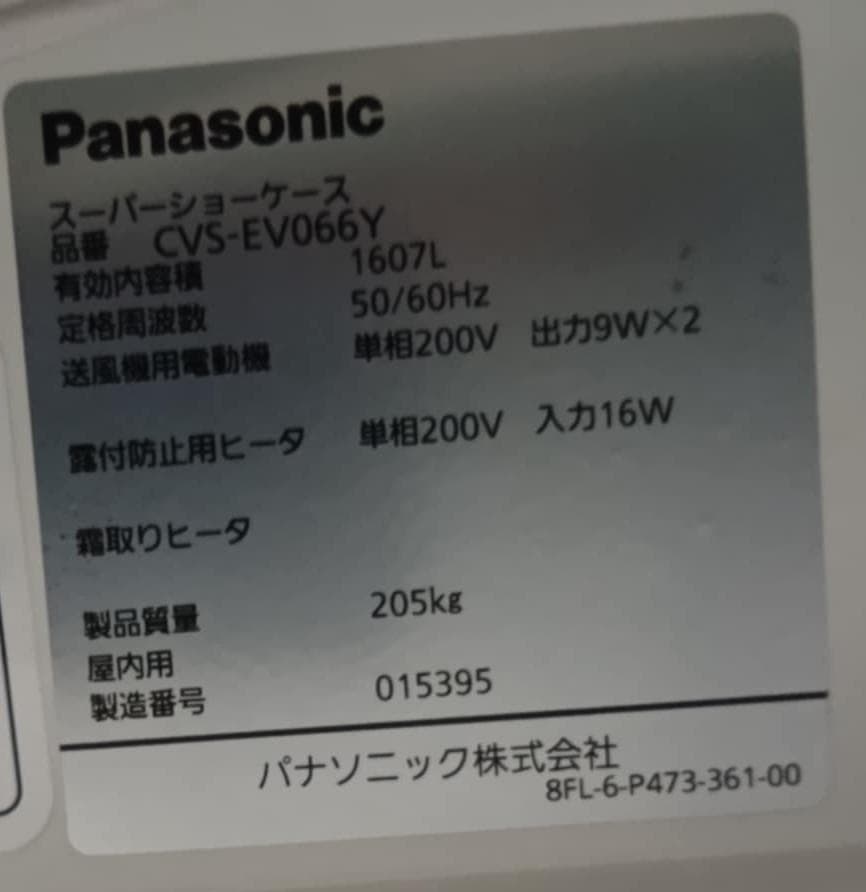 Panasonic
スーパーショーケース
品番 CVS-EV066Y
有効内容積 1607L
定格周波数 50/60Hz
送風機用電動機 単相200V 出力9W×2
露付防止用ヒータ 単相200V 入力16W
霜取りヒータ
製品質量 205kg
屋内用
製造番号 015395
パナソニック株式会社
8FL-6-P473-361-00